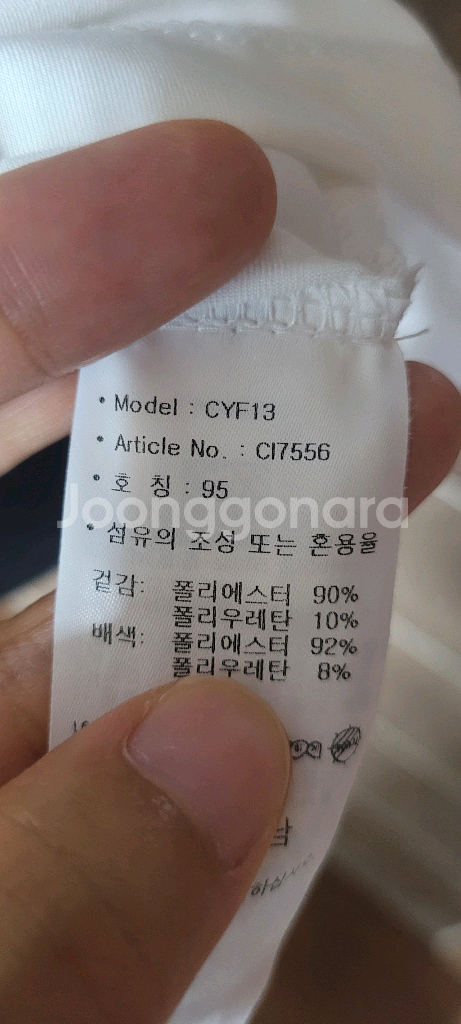 • Model : CYF13
• Article No. : CI7556
• 호 칭 : 95
Joonggonara
• 섬유의 조성 또는 혼용율
겉감: 폴리에스터 90%
폴리우레탄 10%
배색: 폴리에스터 92%
폴리우레탄 8%